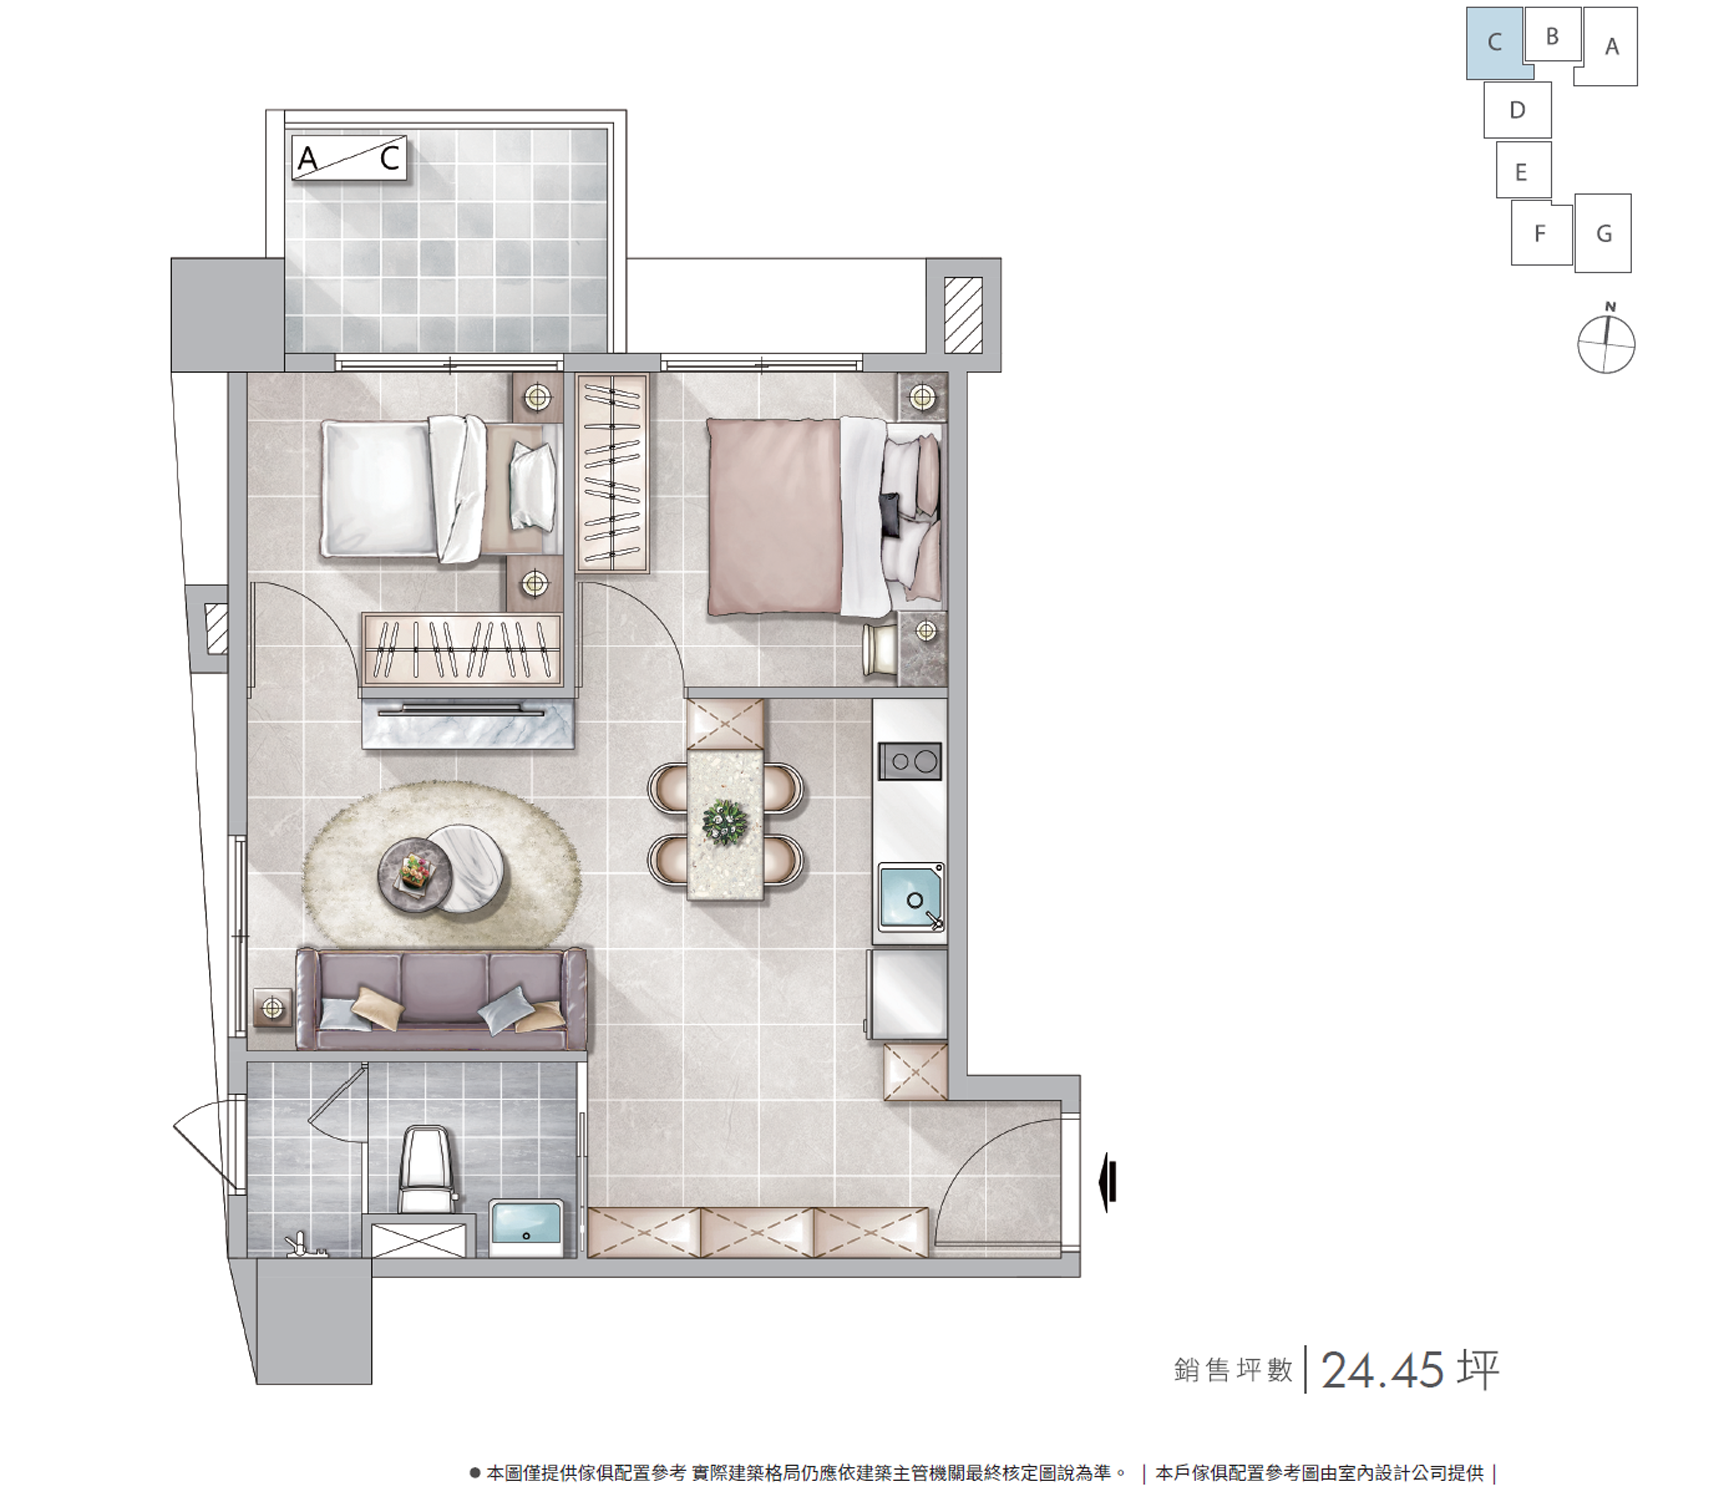 C
B
A
D
E
F
G
N
A C
銷售坪數 24.45 坪
● 本圖僅提供傢俱配置參考 實際建築格局仍應依建築主管機關最終核定圖說為準。 | 本戶傢俱配置參考圖由室內設計公司提供 |